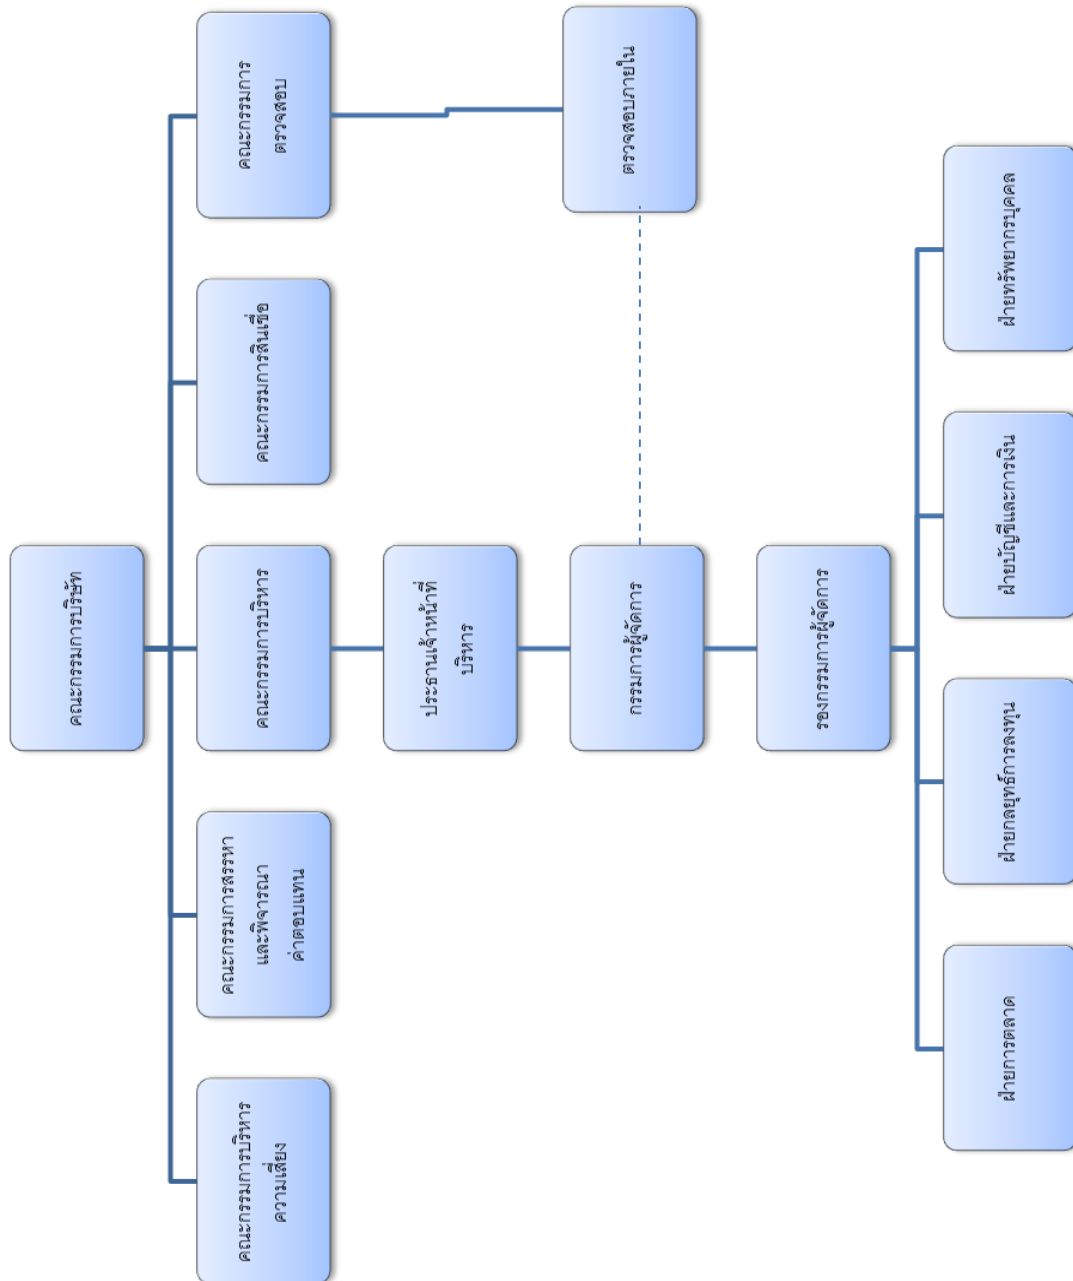 คณะกรรมการบริษัท
คณะกรรมการบริหาร
ความเสี่ยง
คณะกรรมการสรรหา
และพิจารณา
ค่าตอบแทน
คณะกรรมการบริหาร
คณะกรรมการสินเชื่อ
คณะกรรมการ
ตรวจสอบ
ประธานเจ้าหน้าที่
บริหาร
กรรมการผู้จัดการ
ตรวจสอบภายใน
รองกรรมการผู้จัดการ
ฝ่ายการตลาด
ฝ่ายกลยุทธ์การลงทุน
ฝ่ายบัญชีและการเงิน
ฝ่ายทรัพยากรบุคคล